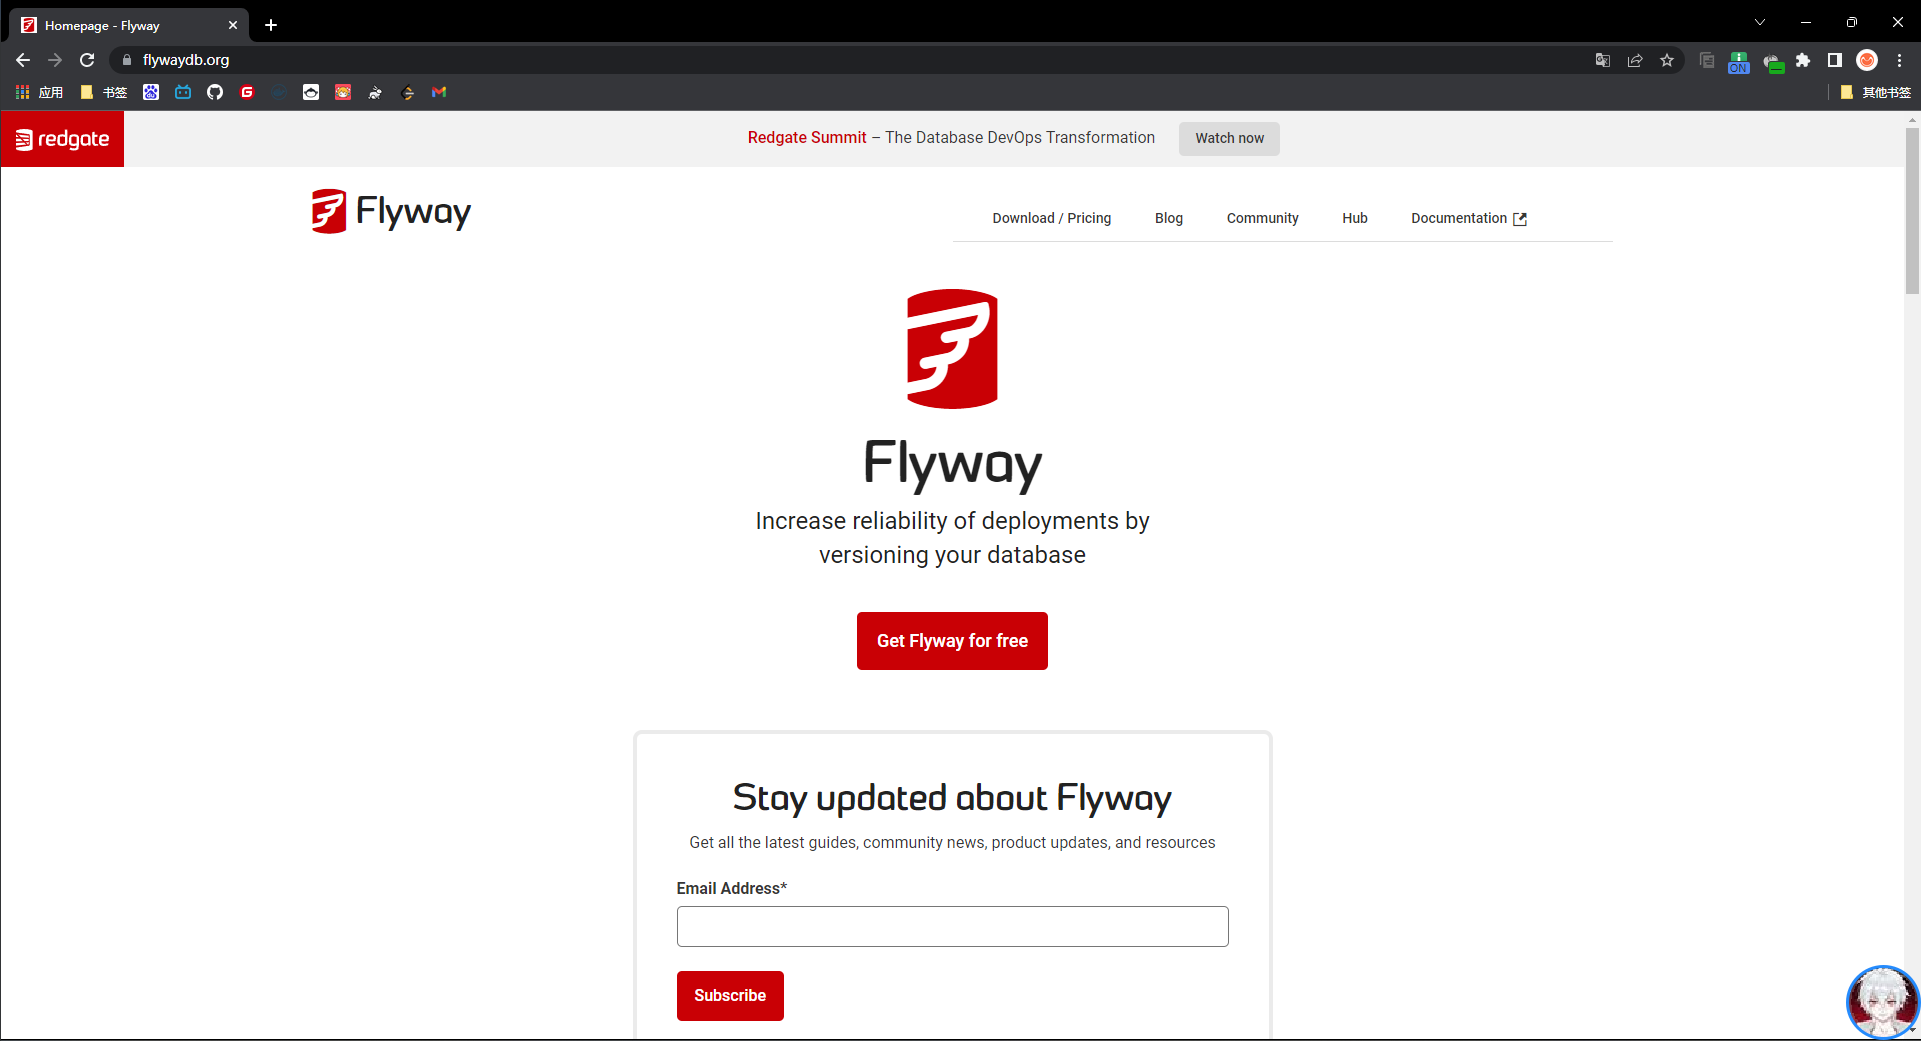 Homepage - Flyway
flywaydb.org
ON
应用
书签
其他书签
redgate
Redgate Summit – The Database DevOps Transformation
Watch now
Flyway
Download / Pricing
Blog
Community
Hub
Documentation
Flyway
Increase reliability of deployments by
versioning your database
Get Flyway for free
Stay updated about Flyway
Get all the latest guides, community news, product updates, and resources
Email Address*
Subscribe